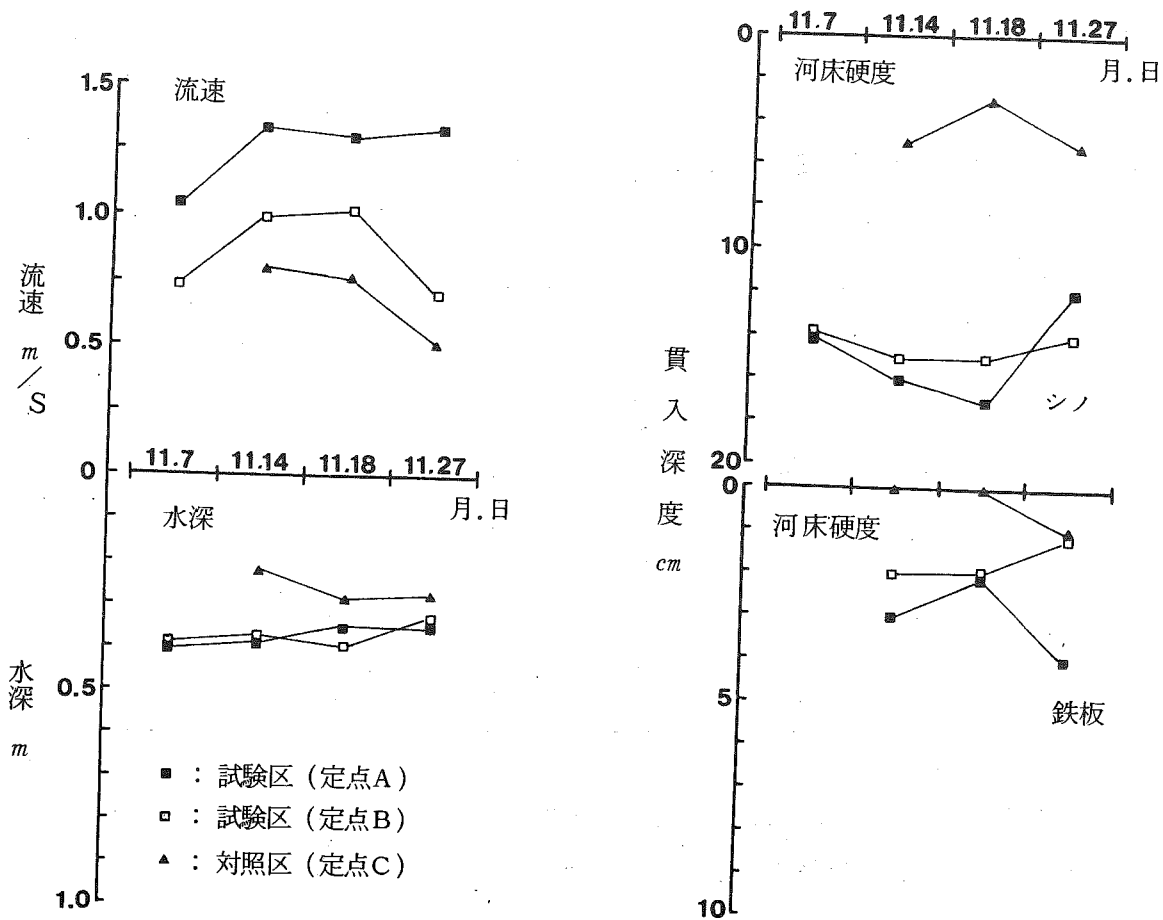 1.5
流速
1.0
流速 m/S
0.5
0
11.7 11.14 11.18 11.27
月.日
水深
水深 m
0.5
1.0
■ : 試験区 (定点A)
□ : 試験区 (定点B)
▲ : 対照区 (定点C)
0
11.7 11.14 11.18 11.27
月.日
河床硬度
10
シノ
20
貫入深度 cm
0
河床硬度
5
鉄板
10